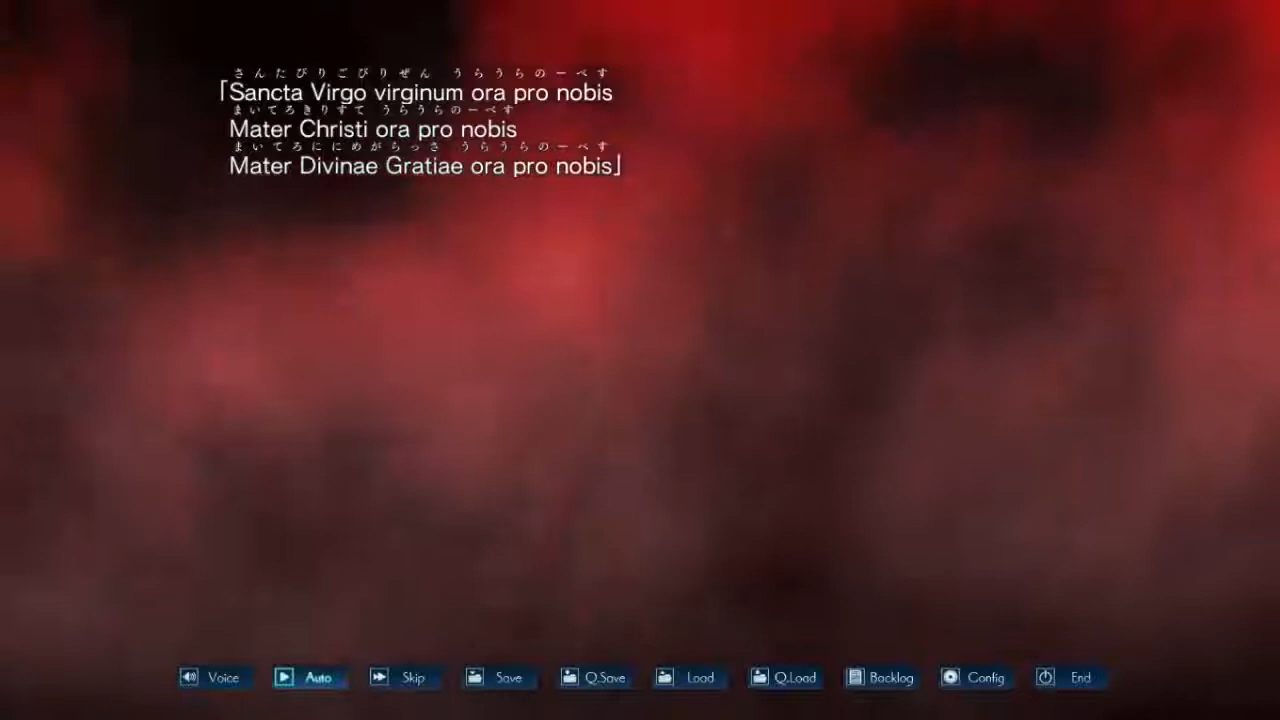 さんたびりごびりぜん うらうらのーべす
「Sancta Virgo virginum ora pro nobis
まいてろきりすて うらうらのーべす
Mater Christi ora pro nobis
まいてろににめがらっさ うらうらのーべす
Mater Divinae Gratiae ora pro nobis」
Voice Auto Skip Save Q.Save Load Q.Load Backlog Config End